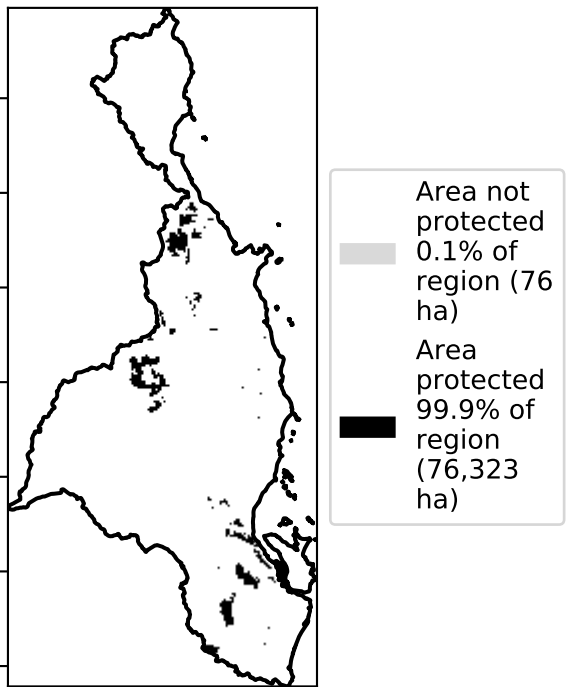 Area not
protected
0.1% of
region (76
ha)
Area
protected
99.9% of
region
(76,323
ha)